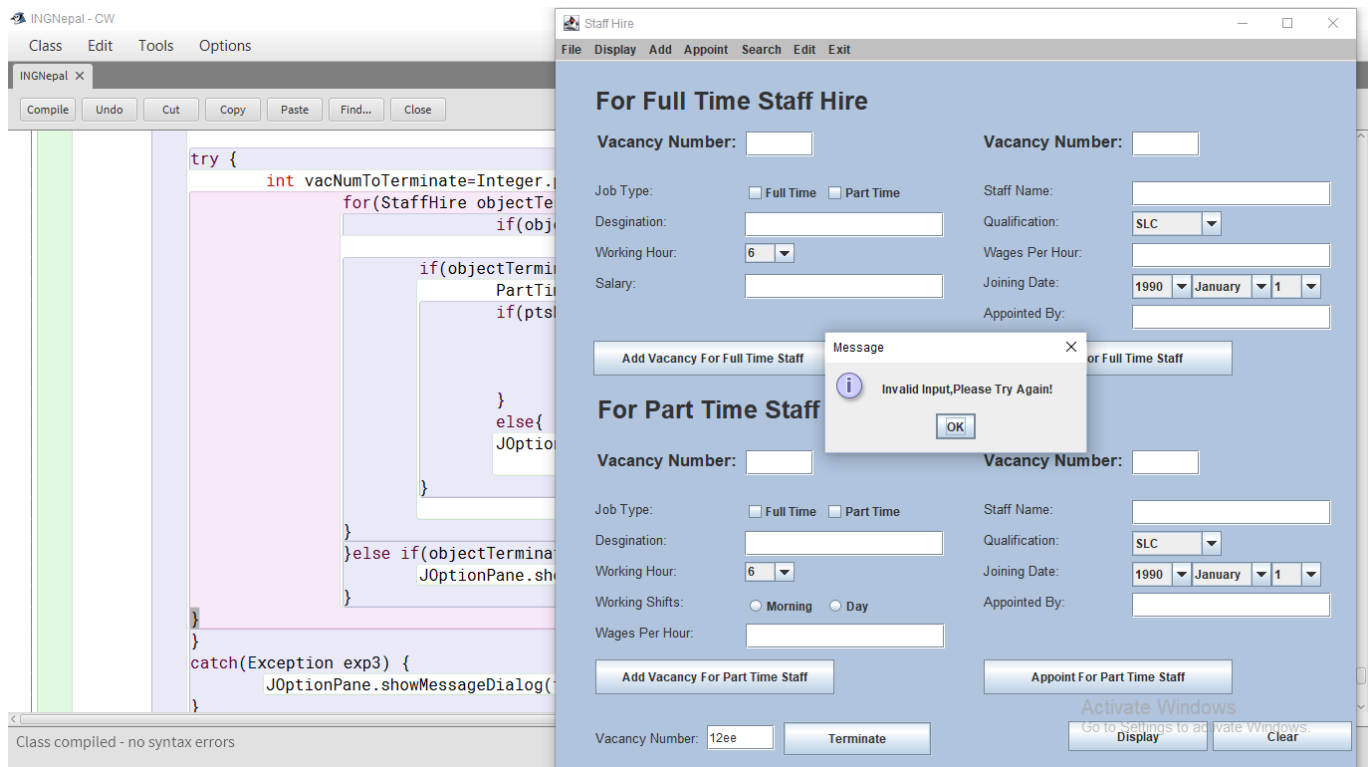 INGNepal - CW
Class Edit Tools Options
INGNepal X
Compile Undo Cut Copy Paste Find... Close
try {
int vacNumToTerminate=Integer.
for(StaffHire objectTe
if(obj
if(objectTermi
PartTi
if(pts
}
else{
JOptio
}
}
}else if(objectTermina
JOptionPane.sh
}
}
}
catch(Exception exp3) {
JOptionPane.showMessageDialog(
}
Class compiled - no syntax errors
Staff Hire
File Display Add Appoint Search Edit Exit
For Full Time Staff Hire
Vacancy Number: Vacancy Number:
Job Type: Full Time Part Time Staff Name:
Desgination: Qualification: SLC
Working Hour: 6 Wages Per Hour:
Salary: Joining Date: 1990 January 1
Appointed By:
Add Vacancy For Full Time Staff or Full Time Staff
Message
Invalid Input,Please Try Again!
OK
For Part Time Staff
Vacancy Number: Vacancy Number:
Job Type: Full Time Part Time Staff Name:
Desgination: Qualification: SLC
Working Hour: 6 Joining Date: 1990 January 1
Working Shifts: Morning Day Appointed By:
Wages Per Hour:
Add Vacancy For Part Time Staff Appoint For Part Time Staff
Activate Windows
Go to Settings to activate Windows.
Vacancy Number: 12ee Terminate Display Clear